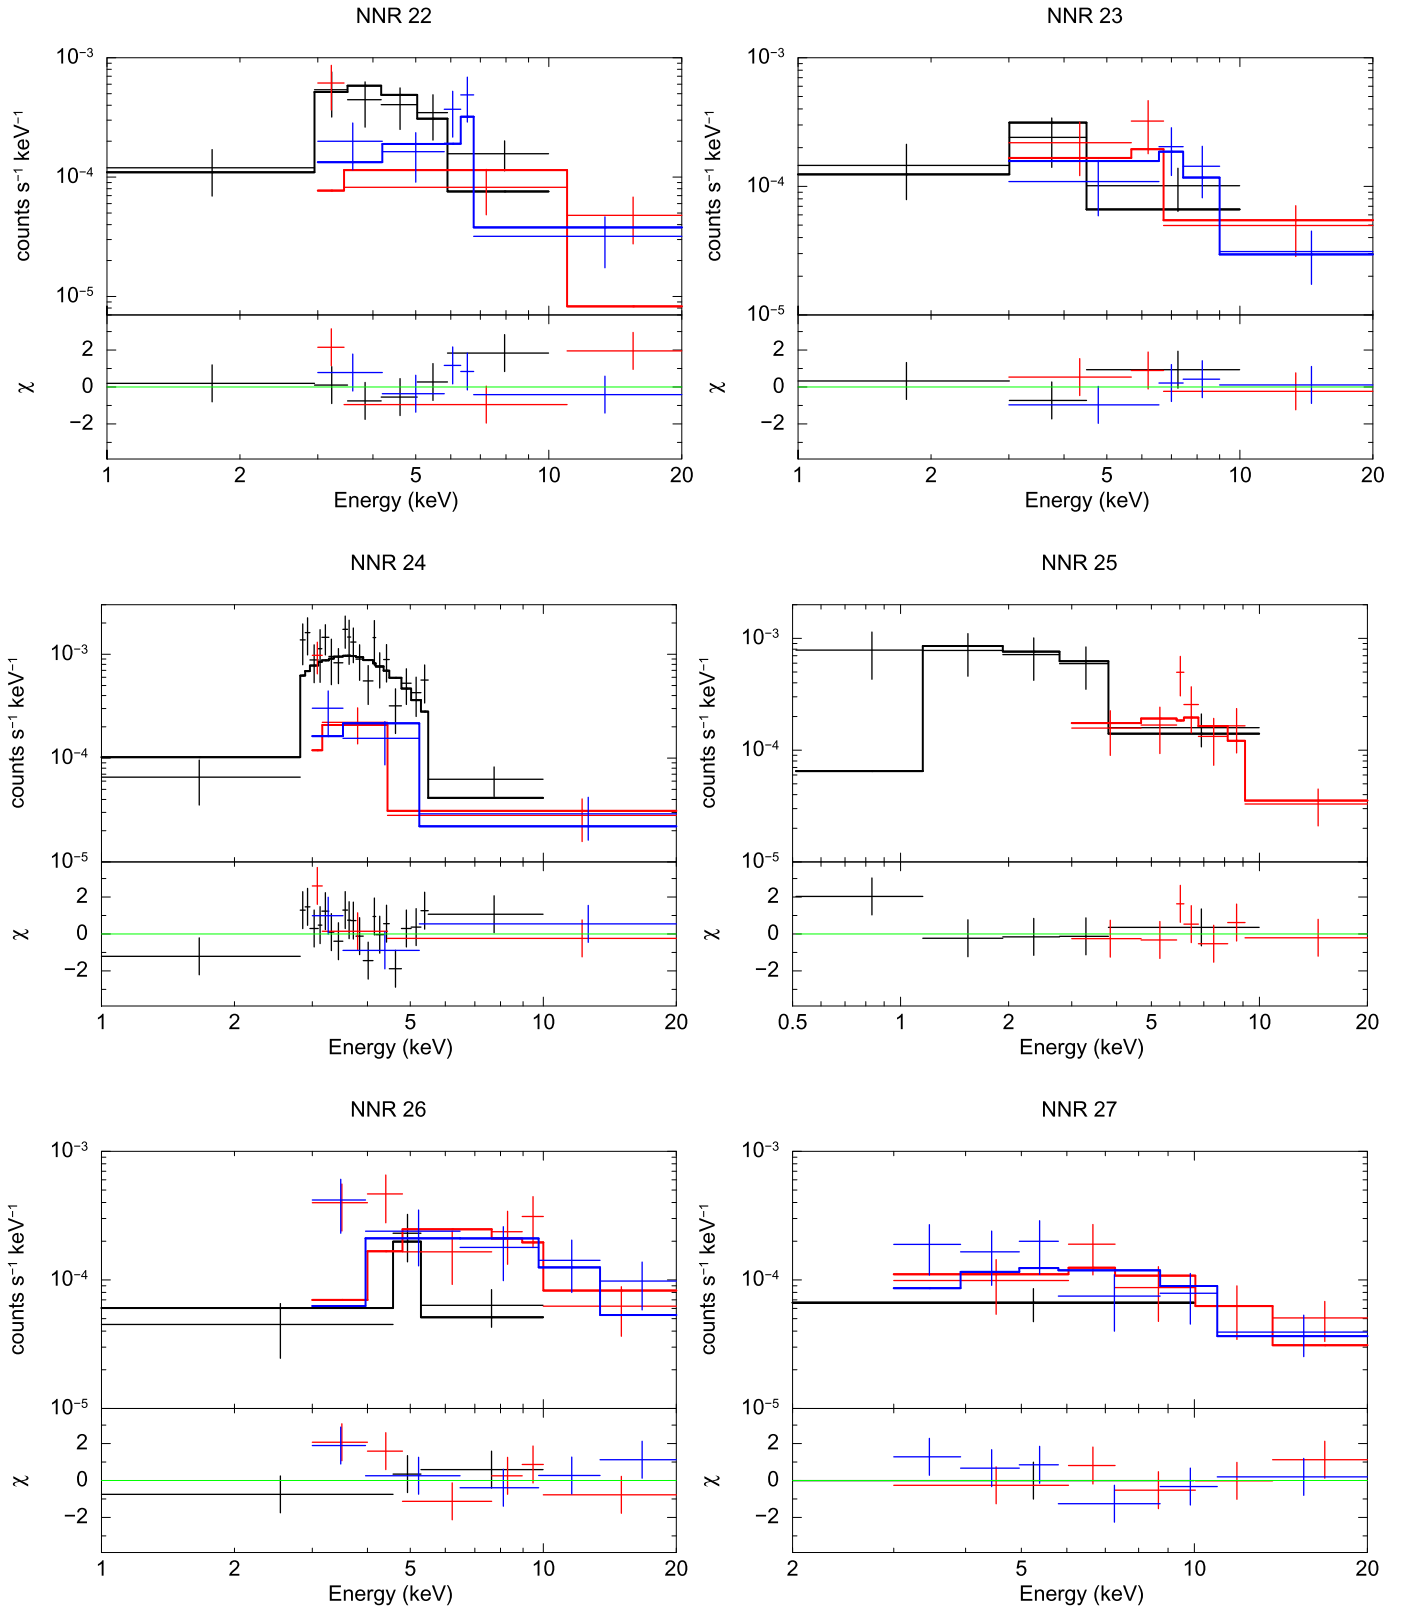 NNR 22
10⁻³
10⁻⁴
10⁻⁵
counts s⁻¹ keV⁻¹
2
0
−2
χ
1 2 5 10 20
Energy (keV)
NNR 23
10⁻³
10⁻⁴
10⁻⁵
counts s⁻¹ keV⁻¹
2
0
−2
χ
1 2 5 10 20
Energy (keV)
NNR 24
10⁻³
10⁻⁴
10⁻⁵
counts s⁻¹ keV⁻¹
2
0
−2
χ
1 2 5 10 20
Energy (keV)
NNR 25
10⁻³
10⁻⁴
10⁻⁵
counts s⁻¹ keV⁻¹
2
0
−2
χ
0.5 1 2 5 10 20
Energy (keV)
NNR 26
10⁻³
10⁻⁴
10⁻⁵
counts s⁻¹ keV⁻¹
2
0
−2
χ
1 2 5 10 20
Energy (keV)
NNR 27
10⁻³
10⁻⁴
10⁻⁵
counts s⁻¹ keV⁻¹
2
0
−2
χ
2 5 10 20
Energy (keV)